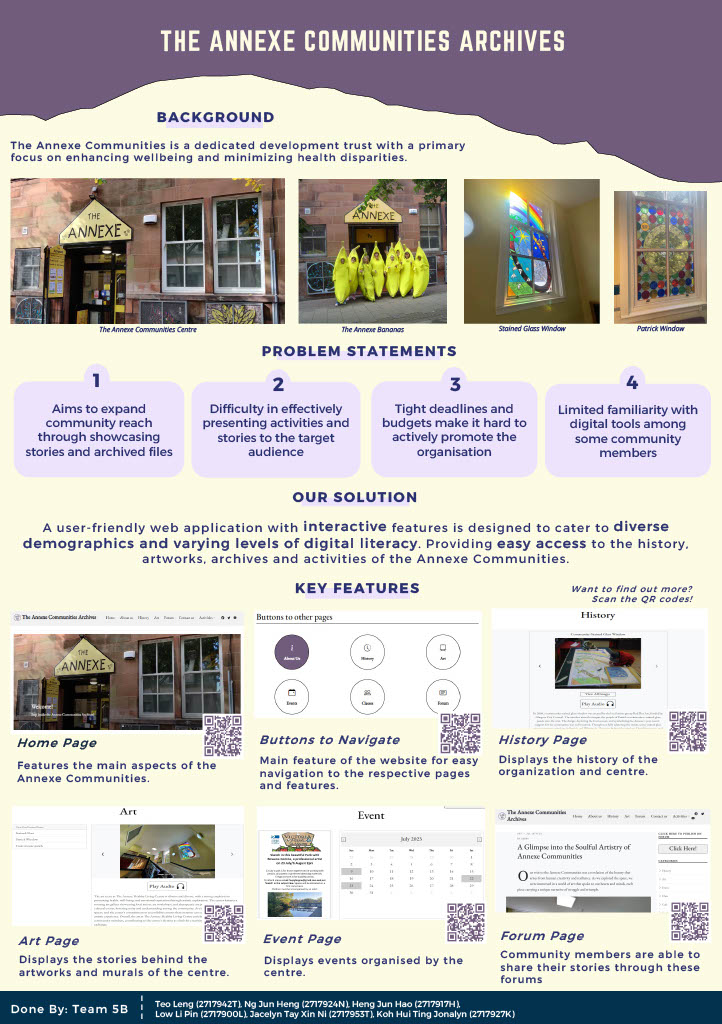 THE ANNEXE COMMUNITIES ARCHIVES
BACKGROUND
The Annexe Communities is a dedicated development trust with a primary
focus on enhancing wellbeing and minimizing health disparities.
THE
ANNEXE
THE
ANNEXE
The Annexe Communities Centre
The Annexe Bananas
Stained Glass Window
Patrick Window
PROBLEM STATEMENTS
1
Aims to expand
community reach
through showcasing
stories and archived files
2
Difficulty in effectively
presenting activities and
stories to the target
audience
3
Tight deadlines and
budgets make it hard to
actively promote the
organisation
4
Limited familiarity with
digital tools among
some community
members
OUR SOLUTION
A user-friendly web application with interactive features is designed to cater to diverse
demographics and varying levels of digital literacy. Providing easy access to the history,
artworks, archives and activities of the Annexe Communities.
KEY FEATURES
Want to find out more?
Scan the QR codes!
The Annexe Communities Archives
Home About us History Art Forum Contact us Activities
THE
ANNEXE
Welcome!
Home Page
Features the main aspects of the
Annexe Communities.
Buttons to other pages
About Us
History
Art
Events
Classes
Forum
Buttons to Navigate
Main feature of the website for easy
navigation to the respective pages
and features.
History
Play Audio
History Page
Displays the history of the
organization and centre.
Art
Play Audio
Art Page
Displays the stories behind the
artworks and murals of the centre.
Event
July 2023
Event Page
Displays events organised by the
centre.
The Annexe Communities
Archives
Home About us History Art Forum Contact us Activities
A Glimpse into the Soulful Artistry of
Annexe Communities
Click Here!
Forum Page
Community members are able to
share their stories through these
forums
Done By: Team 5B
Teo Leng (2717942T), Ng Jun Heng (2717924N), Heng Jun Hao (2717917H),
Low Li Pin (2717900L), Jacelyn Tay Xin Ni (2717953T), Koh Hui Ting Jonalyn (2717927K)